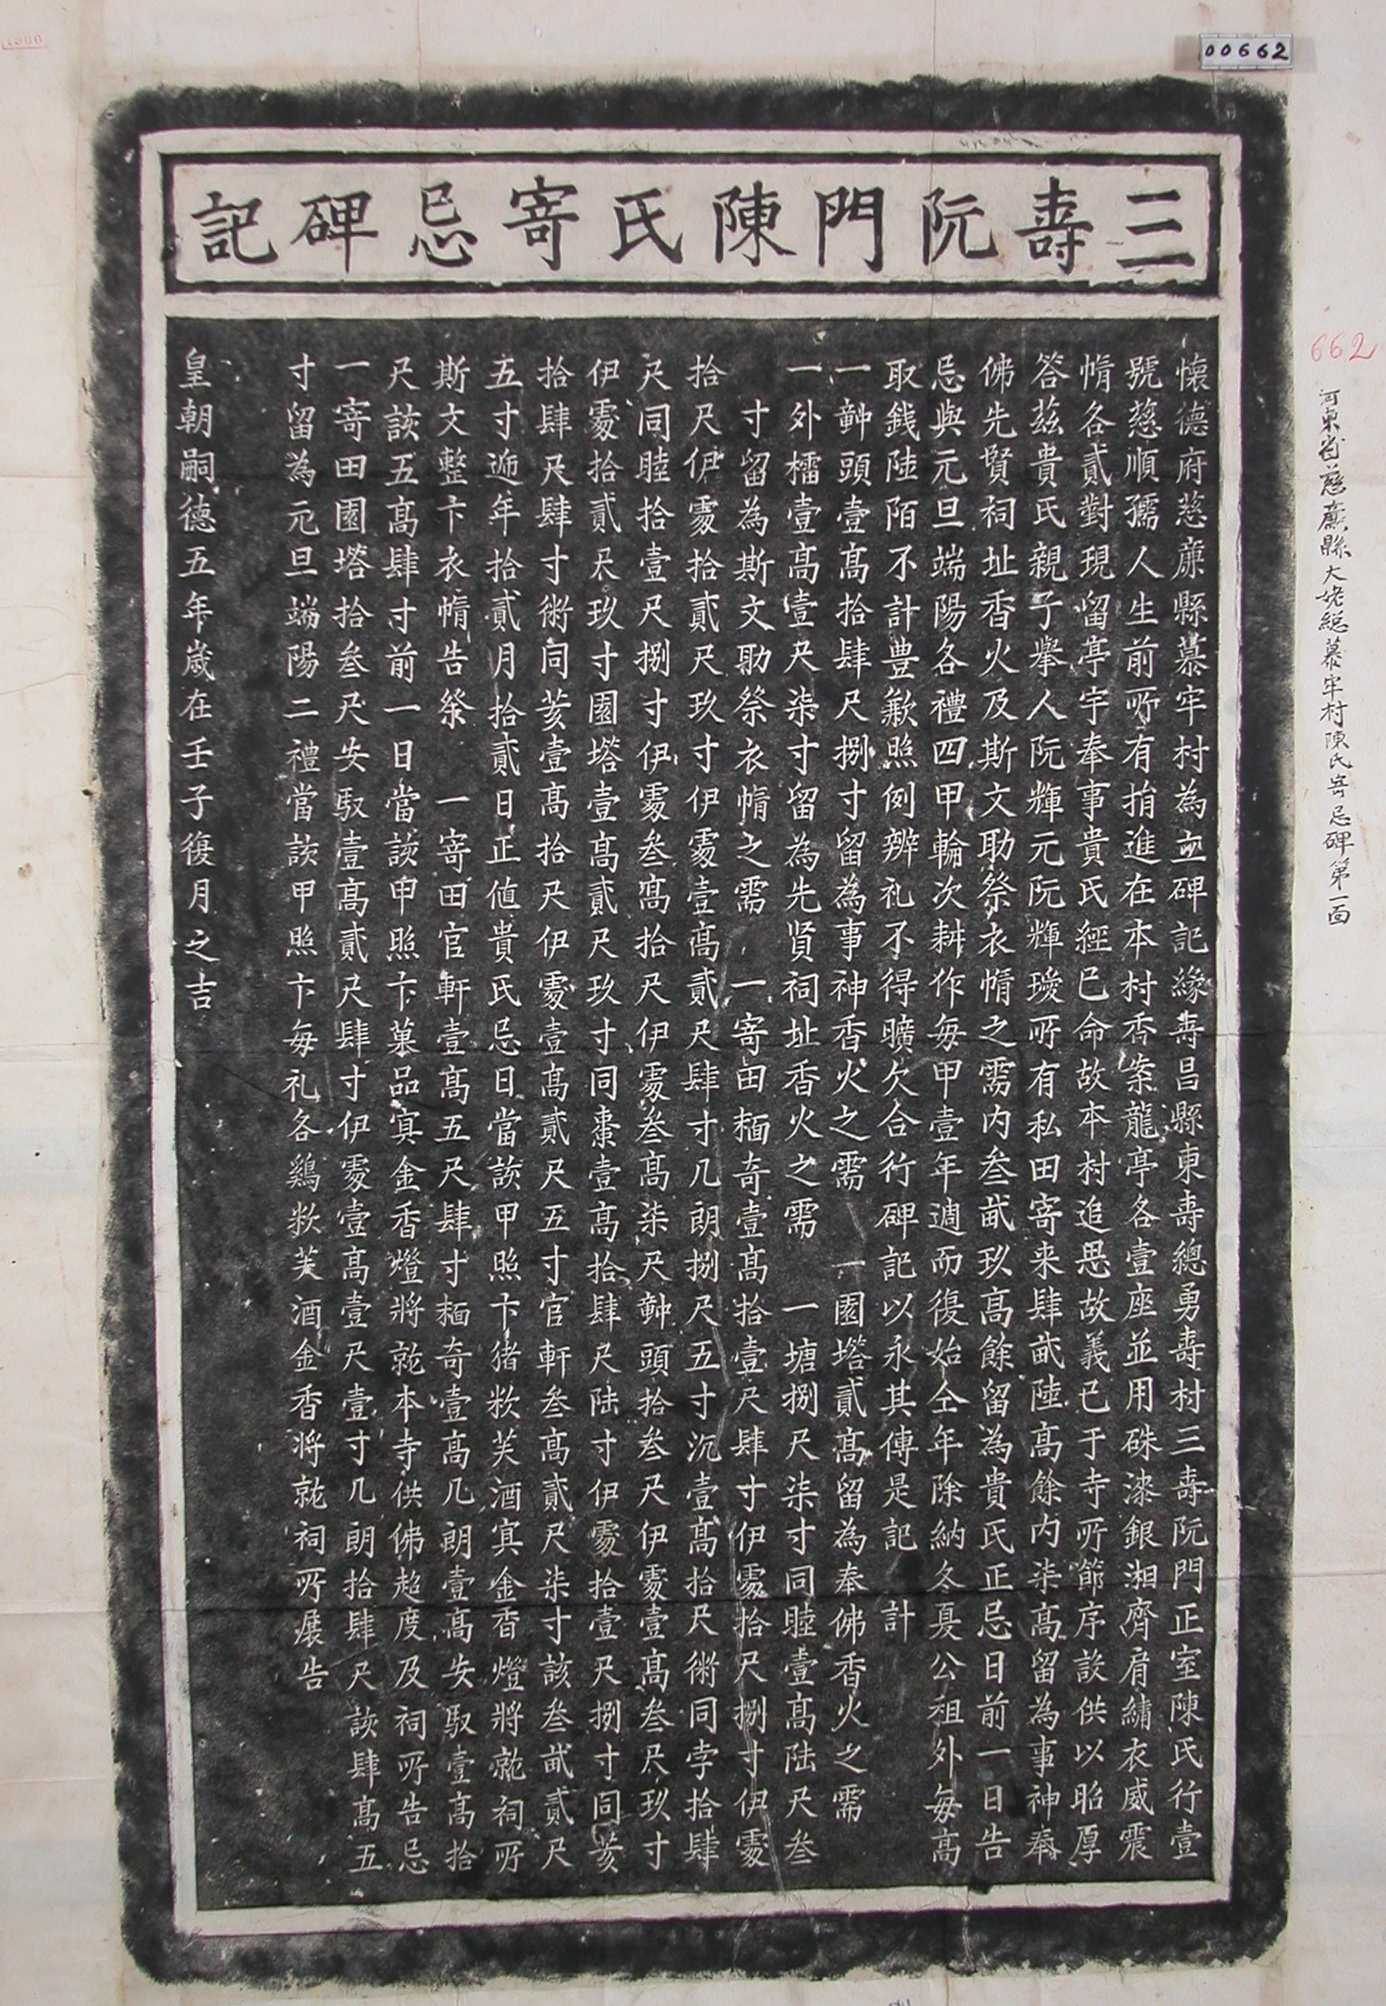 00662
三壽阮門陳氏寄忌碑記
懷德府慈廉縣慕牢村為立碑記緣壽昌縣東壽總勇壽村三壽阮門正室陳氏行壹
號慈順孺人生前所有捐進在本村香案龍亭各壹座並用硃漆銀湘齊肩繡衣威震
帷各貳對現留亭宇奉事貴氏經已命故本村追思故義已于寺所節序設供以昭厚
答茲貴氏親子舉人阮輝元阮輝璦所有私田寄来肆畝陸高餘內柒高留為事神奉
佛先賢祠址香火及斯文助祭衣帷之需內叁畝玖高餘留為貴氏正忌日前一日告
忌與元旦端陽各禮四甲輪次耕作每甲壹年週而復始仝年除納冬夏公祖外每高
取銭陸陌不計豊歉照例辦礼不得曠欠合行碑記以永其傳是記 計
一 頭壹高拾肆尺捌寸留為事神香火之需 一園塔貳高留為奉佛香火之需
一外檑壹高壹尺柒寸留為先賢祠址香火之需 一塘捌尺柒寸同睦壹高陆尺叁
寸留為斯文助祭衣帷之需 一寄田 奇壹高拾壹尺肆寸伊處拾尺捌寸伊處
拾尺伊處拾貳尺玖寸伊處壹高貳尺肆寸几朗捌尺五寸沉壹高拾尺術同孛拾肆
尺同睦拾壹尺捌寸伊處叁高拾尺伊處叁高柒尺 頭拾叁尺伊處壹高叁尺玖寸
伊處拾貳尺玖寸園塔壹高貳尺玖寸同棗壹高拾肆尺陆寸伊處拾壹尺捌寸同荄
拾肆尺肆寸術同荄壹高拾尺伊處壹高貳尺五寸官軒叁高貳尺柒寸該叁畝貳尺
五寸遞年拾貳月拾貳日正值貴氏忌日當該甲照卞猪粆芙酒寘金香燈將就祠所
斯文整卞衣帷告祭 一寄田官軒壹高五尺肆寸 奇壹高几朗壹高安馭壹高拾
尺該五高肆寸前一日當該甲照卞墓品寘金香燈將就本寺供佛超度及祠所告忌
一寄田園塔拾叁尺安馭壹高貳尺肆寸伊處壹高壹尺壹寸几朗拾肆尺該肆高五
寸留為元旦端陽二禮當該甲照卞每礼各鷄粆芙酒金香將就祠所展告
皇朝嗣德五年歲在壬子復月之吉
662
河東省慈廉縣大姥総慕牢村陳氏寄忌碑第一面